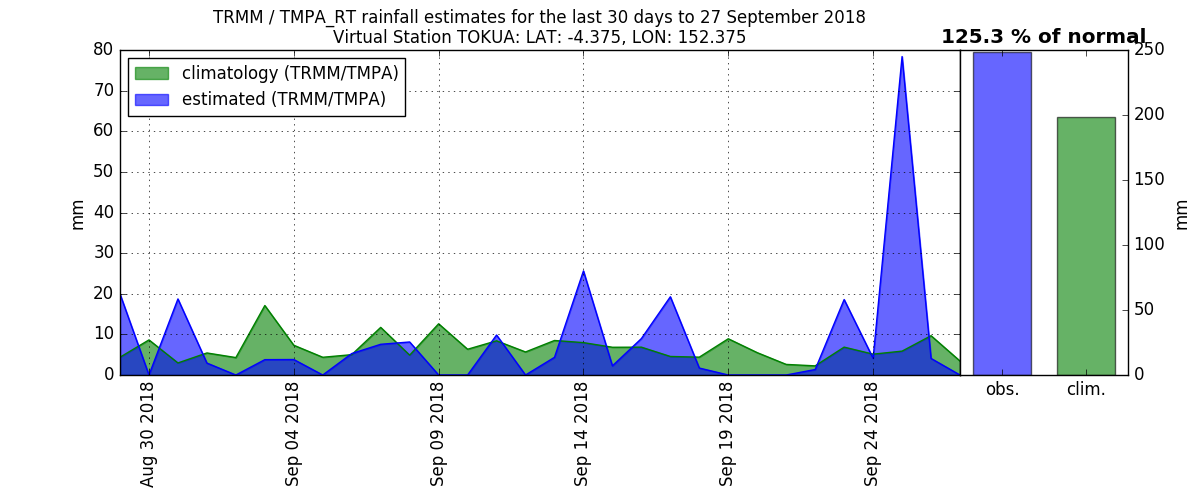 TRMM / TMPA_RT rainfall estimates for the last 30 days to 27 September 2018
Virtual Station TOKUA: LAT: -4.375, LON: 152.375
125.3 % of normal
climatology (TRMM/TMPA)
estimated (TRMM/TMPA)
80
70
60
50
40
30
20
10
0
mm
Aug 30 2018
Sep 04 2018
Sep 09 2018
Sep 14 2018
Sep 19 2018
Sep 24 2018
250
200
150
100
50
0
mm
obs.
clim.